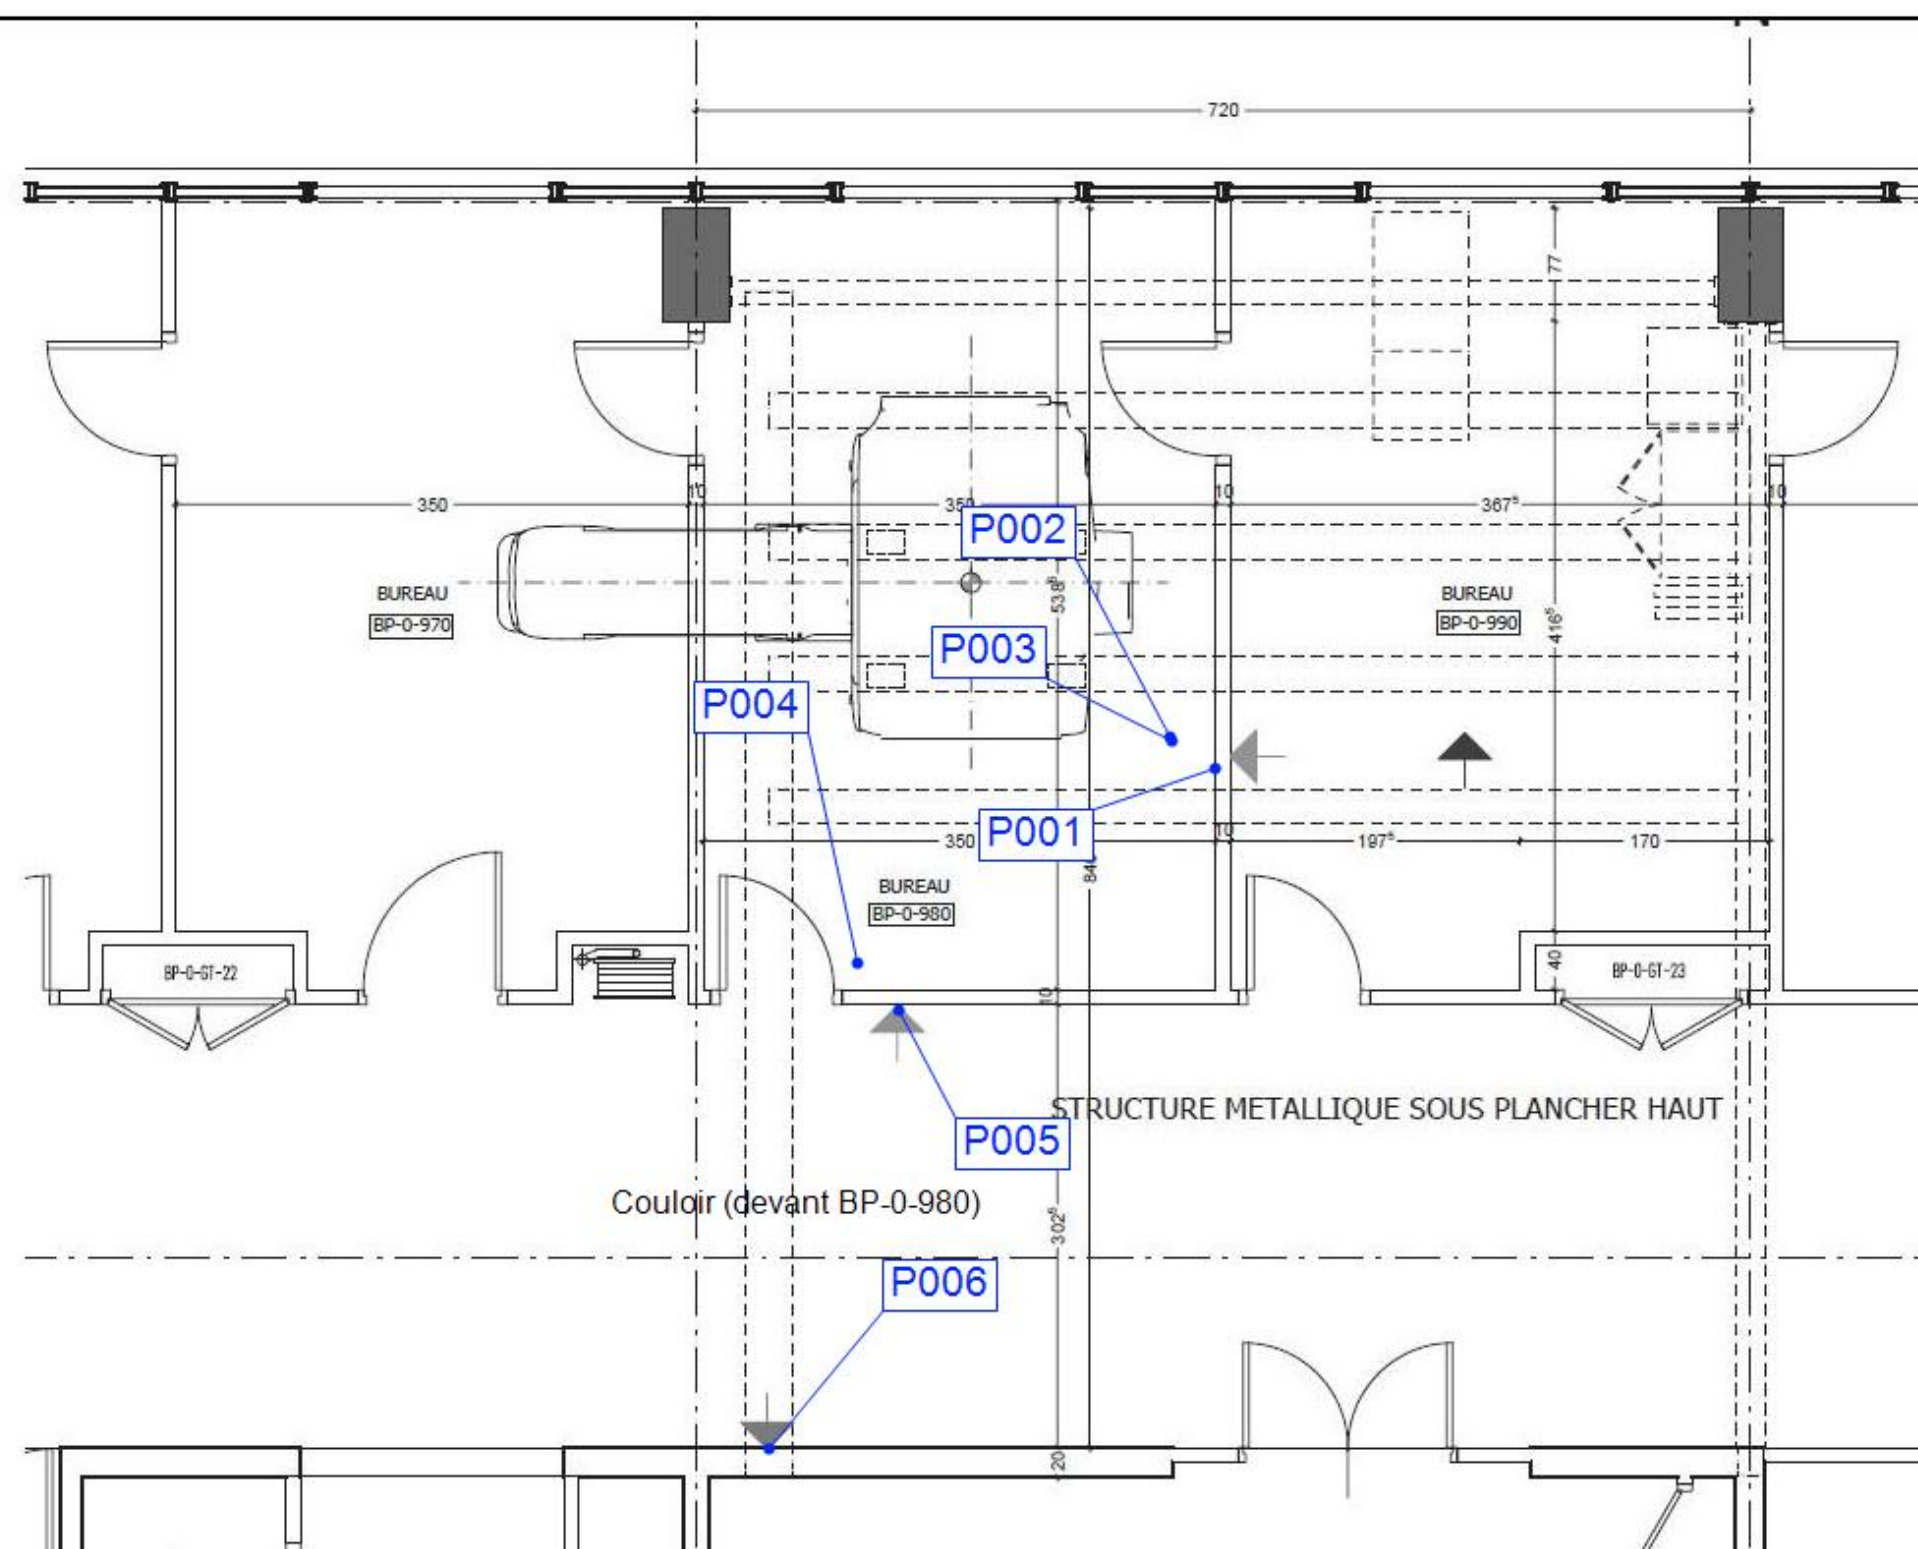 720
77
350
10
350
10
367⁵
10
P002
538⁵
BUREAU
BP-0-970
BUREAU
BP-0-990
416⁵
P003
P004
P001
350
10
197⁵
170
BUREAU
BP-0-980
BP-0-GT-22
BP-0-GT-23
40
10
STRUCTURE METALLIQUE SOUS PLANCHER HAUT
P005
Couloir (devant BP-0-980)
302⁵
P006
20